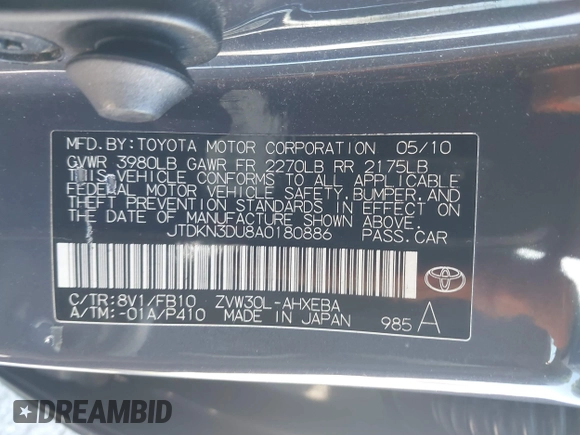 MFD.BY:TOYOTA MOTOR CORPORATION 05/10
GVWR 3980LB GAWR FR 2270LB RR 2175LB
THIS VEHICLE CONFORMS TO ALL APPLICABLE
FEDERAL MOTOR VEHICLE SAFETY,BUMPER,AND
THEFT PREVENTION STANDARDS IN EFFECT ON
THE DATE OF MANUFACTURE SHOWN ABOVE.
JTDKN3DU8A0180886 PASS.CAR
C/TR:8V1/FB10 ZVW30L-AHXEBA
A/TM:-01A/P410 MADE IN JAPAN 985 A
DREAMBID